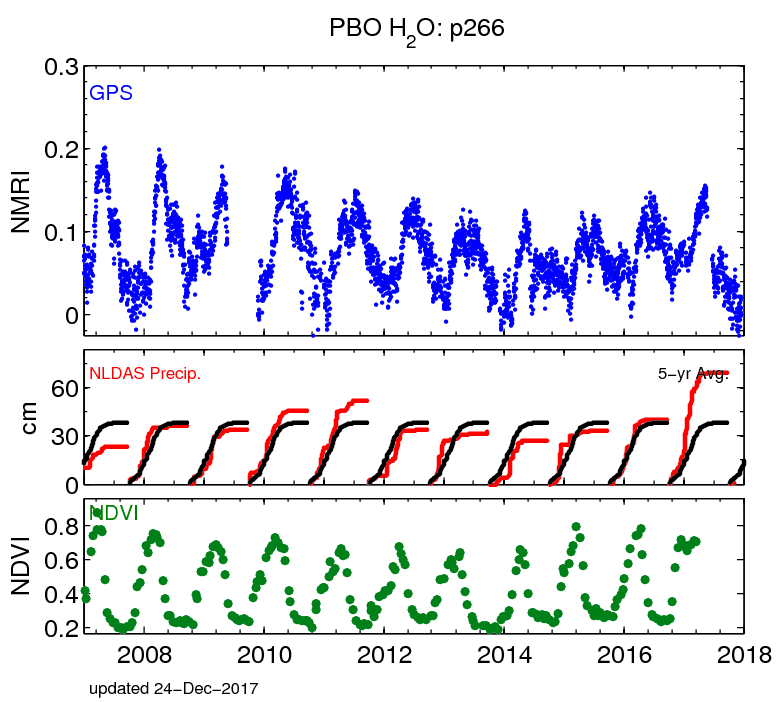 PBO H2O: p266
0.3
GPS
0.2
NMRI
0.1
0
NLDAS Precip.
5−yr Avg.
60
cm
30
0
NDVI
0.8
NDVI
0.6
0.4
0.2
2008 2010 2012 2014 2016 2018
updated 24−Dec−2017